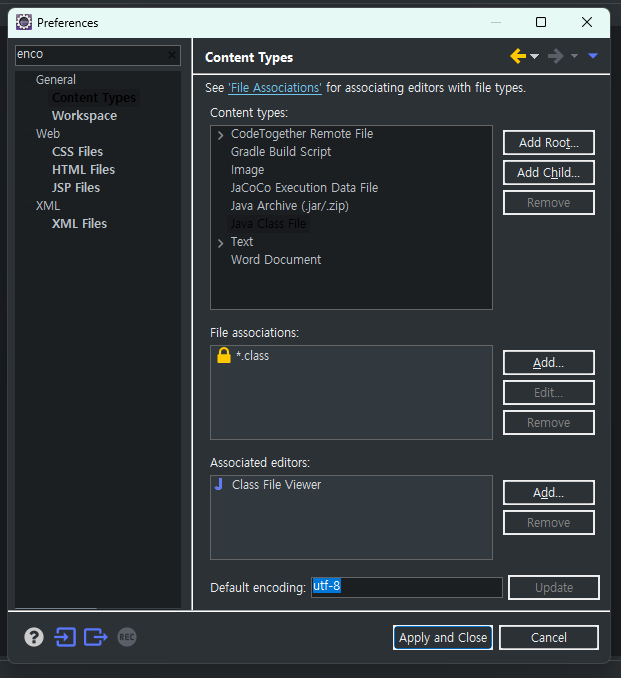 Preferences
enco
General
Content Types
Workspace
Web
CSS Files
HTML Files
JSP Files
XML
XML Files
Content Types
See 'File Associations' for associating editors with file types.
Content types:
CodeTogether Remote File
Gradle Build Script
Image
JaCoCo Execution Data File
Java Archive (.jar/.zip)
Java Class File
Text
Word Document
Add Root...
Add Child...
Remove
File associations:
*.class
Add...
Edit...
Remove
Associated editors:
J Class File Viewer
Add...
Remove
Default encoding: utf-8 Update
? REC
Apply and Close Cancel